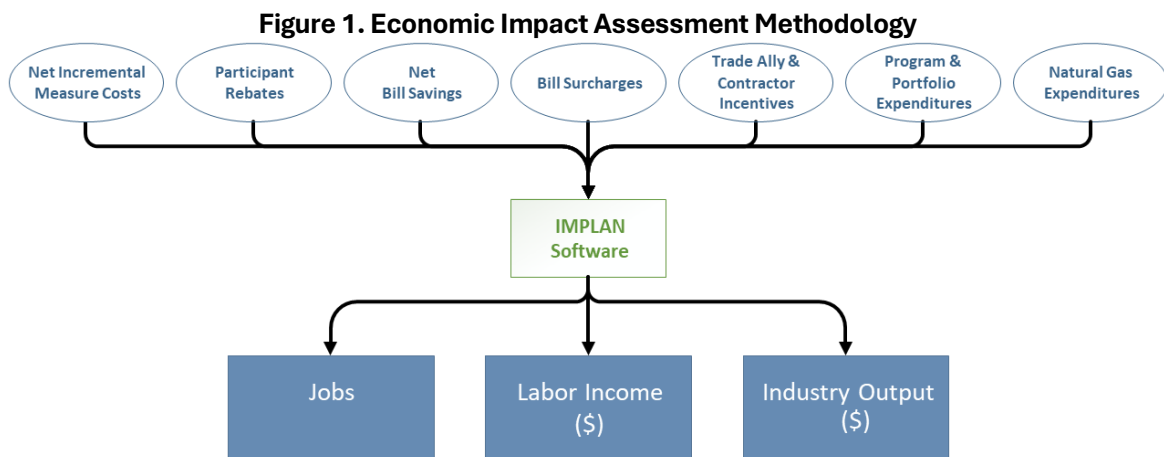 Figure 1. Economic Impact Assessment Methodology
Net Incremental
Measure Costs
Participant
Rebates
Net
Bill Savings
Bill Surcharges
Trade Ally &
Contractor
Incentives
Program &
Portfolio
Expenditures
Natural Gas
Expenditures
IMPLAN
Software
Jobs
Labor Income
($)
Industry Output
($)